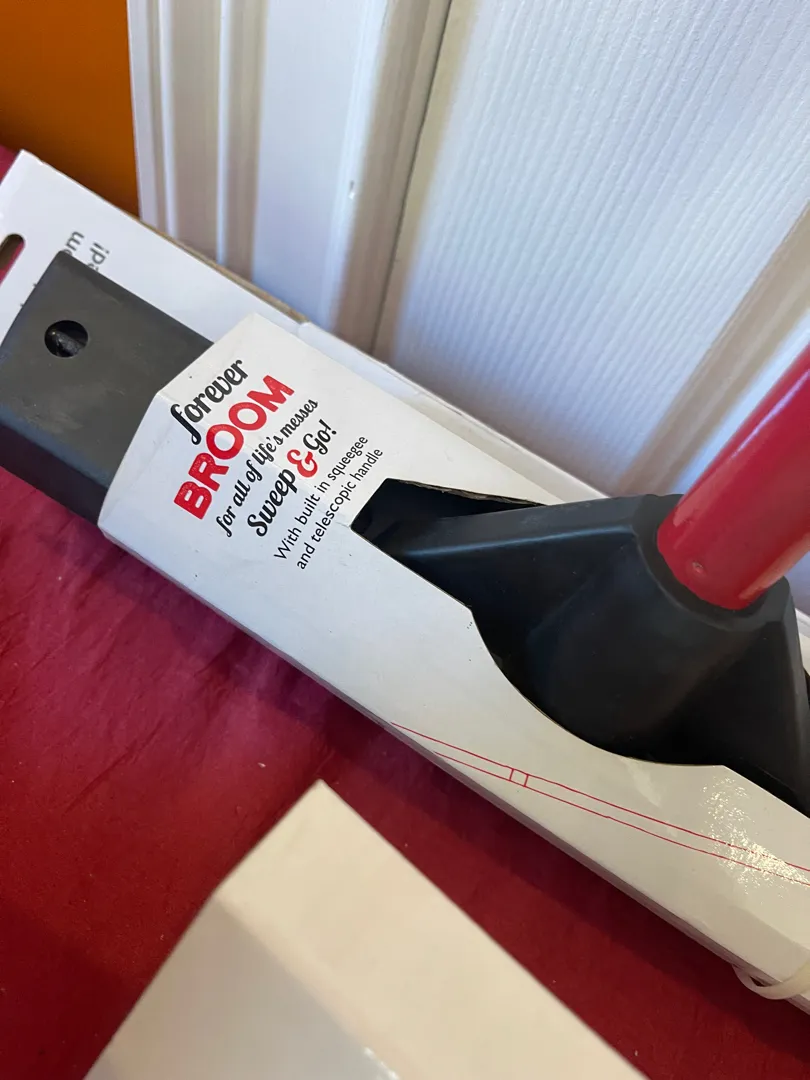 forever
BROOM
for all of life's messes
Sweep & Go!
With built in squeegee
and telescopic handle